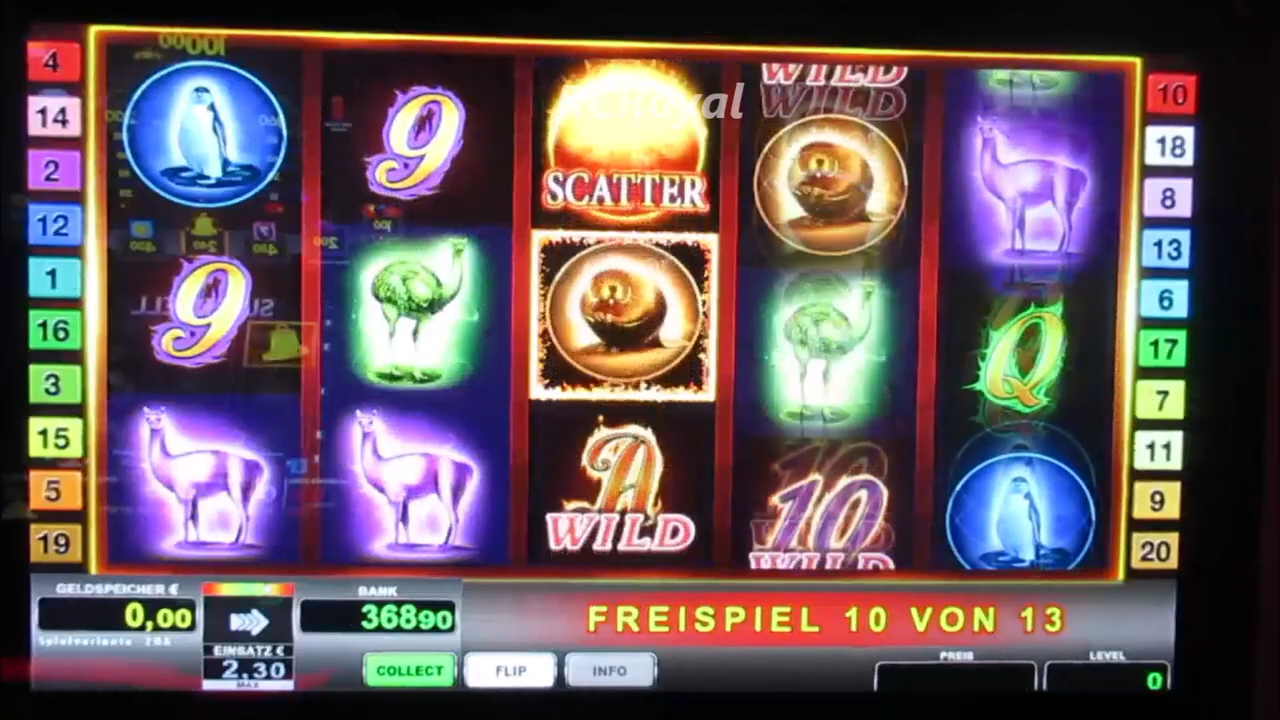 4
14
2
12
1
16
3
15
5
19
10
18
8
13
6
17
7
11
9
20
9
SCATTER
WILD
WILD
9
Q
A
WILD
10
WILD
GELDSPEICHER €
0,00
EINSATZ €
2,30
MAX
BANK
36890
FREISPIEL 10 VON 13
COLLECT
FLIP
INFO
PREIS
LEVEL
0